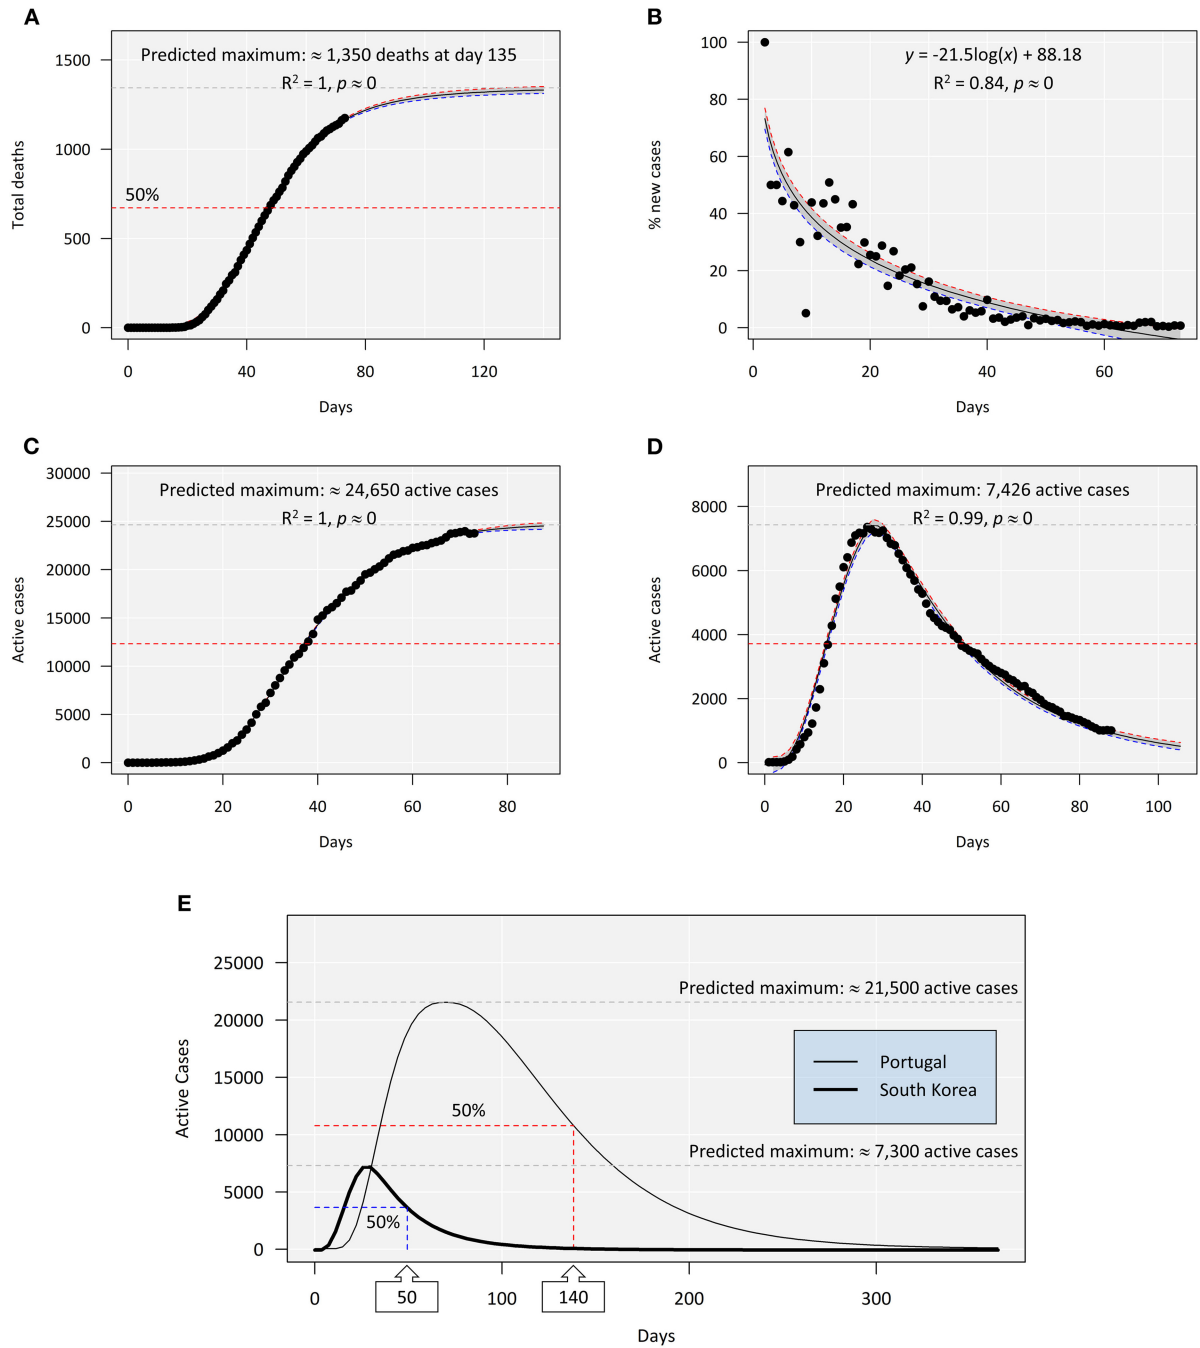 A
Predicted maximum: ≈ 1,350 deaths at day 135
R² = 1, p ≈ 0
50%
Total deaths
1500
1000
500
0
0 40 80 120
Days
B
y = -21.5log(x) + 88.18
R² = 0.84, p ≈ 0
% new cases
100
80
60
40
20
0
0 20 40 60
Days
C
Predicted maximum: ≈ 24,650 active cases
R² = 1, p ≈ 0
Active cases
30000
25000
20000
15000
10000
5000
0
0 20 40 60 80
Days
D
Predicted maximum: 7,426 active cases
R² = 0.99, p ≈ 0
Active cases
8000
6000
4000
2000
0
0 20 40 60 80 100
Days
E
Predicted maximum: ≈ 21,500 active cases
Portugal
South Korea
50%
Predicted maximum: ≈ 7,300 active cases
50%
Active Cases
25000
20000
15000
10000
5000
0
0 50 100 140 200 300
Days